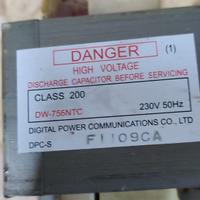 DANGER (1)
HIGH VOLTAGE
DISCHARGE CAPACITOR BEFORE SERVICING
CLASS 200
DW-755NTC 230V 50Hz
DIGITAL POWER COMMUNICATIONS CO., LTD
DPC-S F1109CA